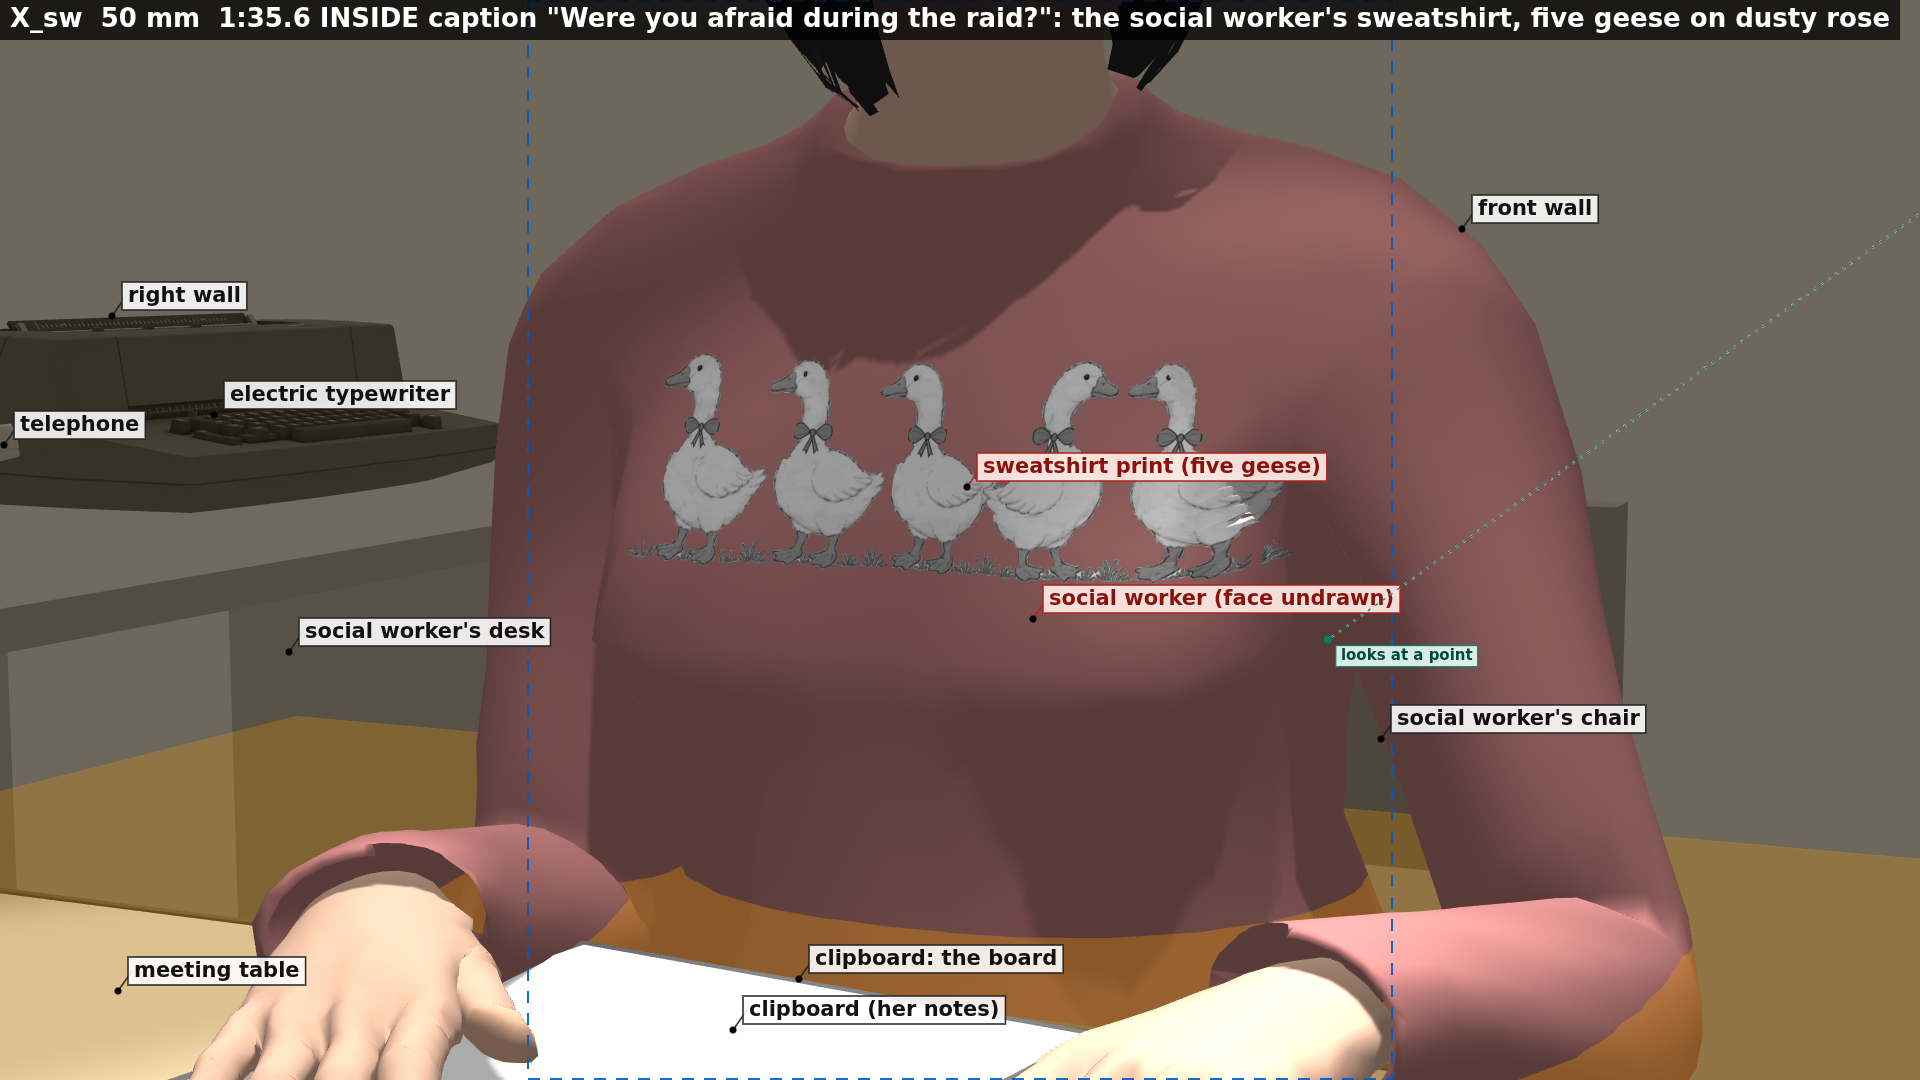 X_sw 50 mm 1:35.6 INSIDE caption "Were you afraid during the raid?": the social worker's sweatshirt, five geese on dusty rose
front wall
right wall
electric typewriter
telephone
sweatshirt print (five geese)
social worker (face undrawn)
social worker's desk
looks at a point
social worker's chair
clipboard: the board
meeting table
clipboard (her notes)